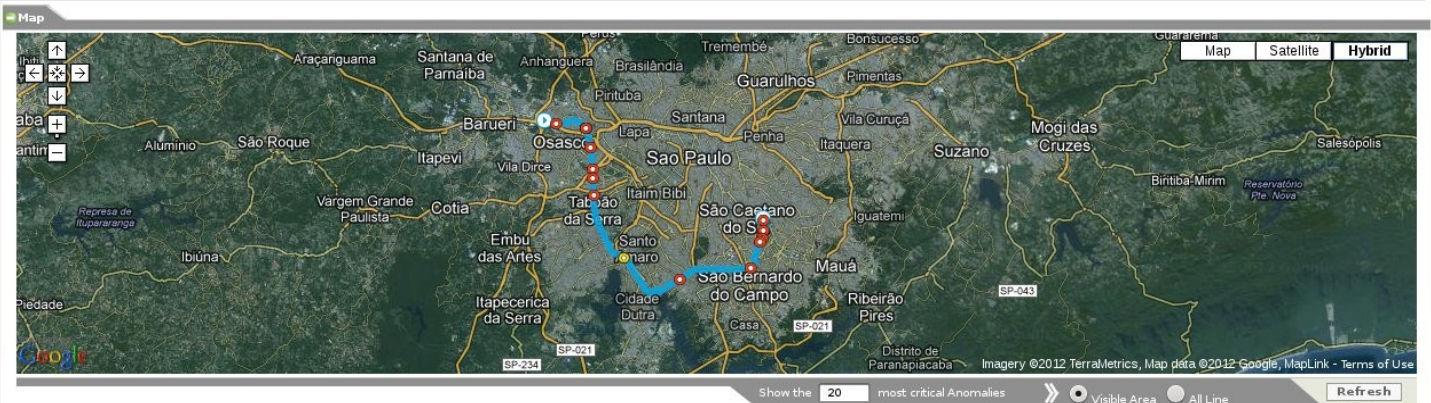 Map
Perus
Tremembé
Bonsucesso
Guararema
Map Satellite Hybrid
Araçariguama
Santana de
Parnaíba
Anhanguera
Brasilândia
Guarulhos
Pimentas
Pirituba
Barueri
Santana
Vila Curuçá
Alumínio
São Roque
Osasco
Lapa
Penha
Itaquera
Mogi das
Cruzes
Salesópolis
Itapevi
Vila Dirce
Sao Paulo
Suzano
Biritiba-Mirim
Reservatório
Pte. Nova
Represa de
Itupararanga
Vargem Grande
Paulista
Cotia
Taboão
da Serra
Itaim Bibi
São Caetano
do S
Iguatemi
Ibiúna
Embu
das Artes
Santo
Amaro
Mauá
São Bernardo
do Campo
Piedade
Itapecerica
da Serra
Cidade
Dutra
Ribeirão
Pires
SP-043
Casa
SP-021
SP-021
SP-234
Distrito de
Paranapiacaba
Google
Imagery ©2012 TerraMetrics, Map data ©2012 Google, MapLink - Terms of Use
Show the 20 most critical Anomalies Visible Area All Line Refresh